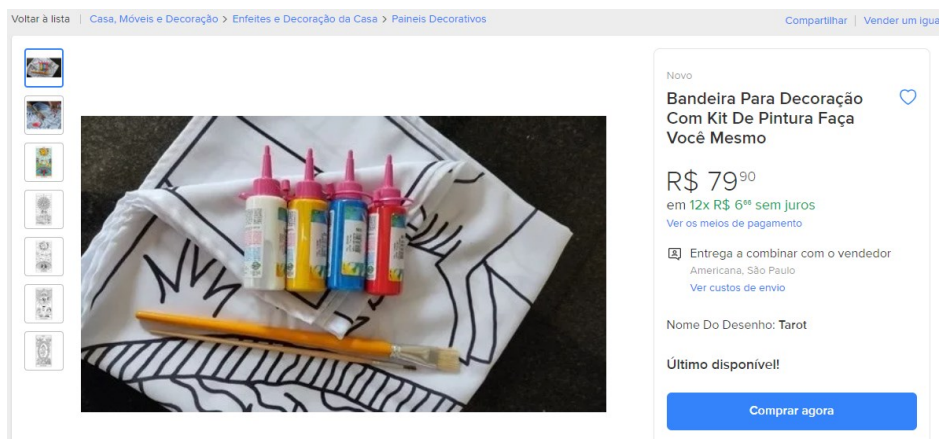 Voltar à lista | Casa, Móveis e Decoração > Enfeites e Decoração da Casa > Paineis Decorativos
Compartilhar | Vender um igua
Novo
Bandeira Para Decoração
Com Kit De Pintura Faça
Você Mesmo
R$ 79⁹⁰
em 12x R$ 6⁶⁶ sem juros
Ver os meios de pagamento
Entrega a combinar com o vendedor
Americana, São Paulo
Ver custos de envio
Nome Do Desenho: Tarot
Último disponível!
Comprar agora